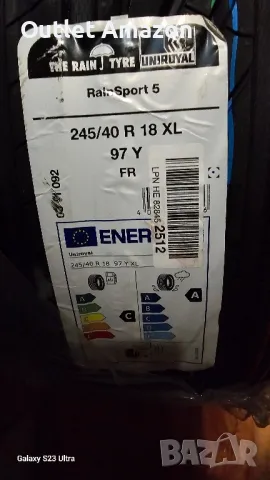 Outlet Amazon
THE RAIN TYRE
UNIROYAL
RainSport 5
245/40 R 18 XL
97 Y
FR
LPN HE 82845 2512
ENER
Uniroyal
245/40 R 18 97 Y XL
A
A
B
C
C
A
A
B
C
D
E
Galaxy S23 Ultra
BAZAR